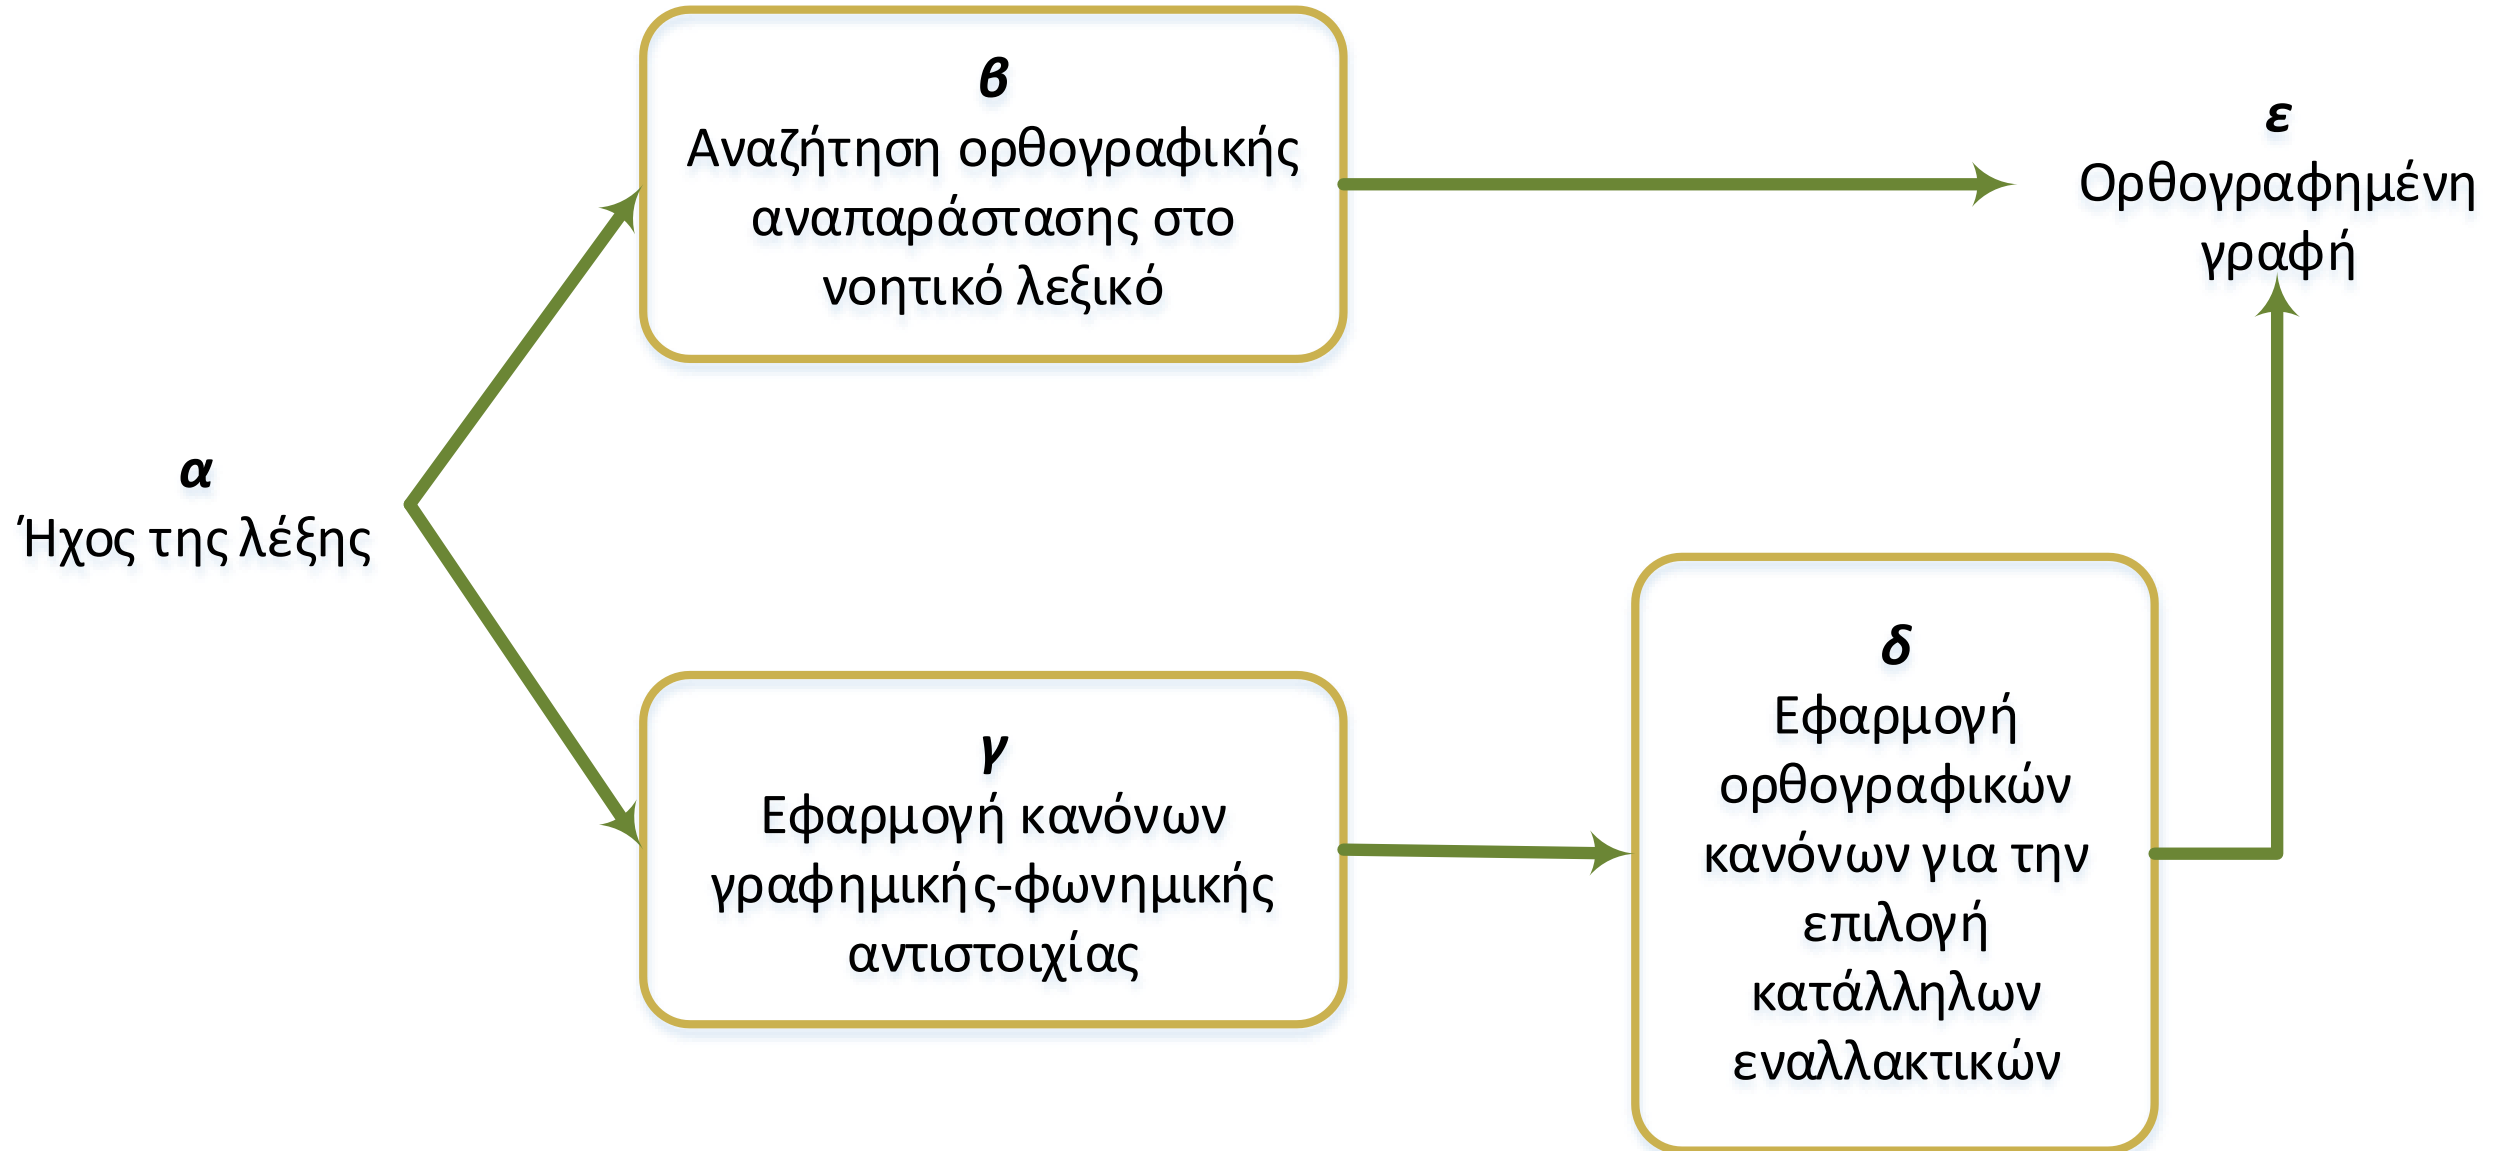 α
Ήχος της λέξης
β
Αναζήτηση ορθογραφικής
αναπαράστασης στο
νοητικό λεξικό
γ
Εφαρμογή κανόνων
γραφημικής-φωνημικής
αντιστοιχίας
δ
Εφαρμογή
ορθογραφικών
κανόνων για την
επιλογή
κατάλληλων
εναλλακτικών
ε
Ορθογραφημένη
γραφή